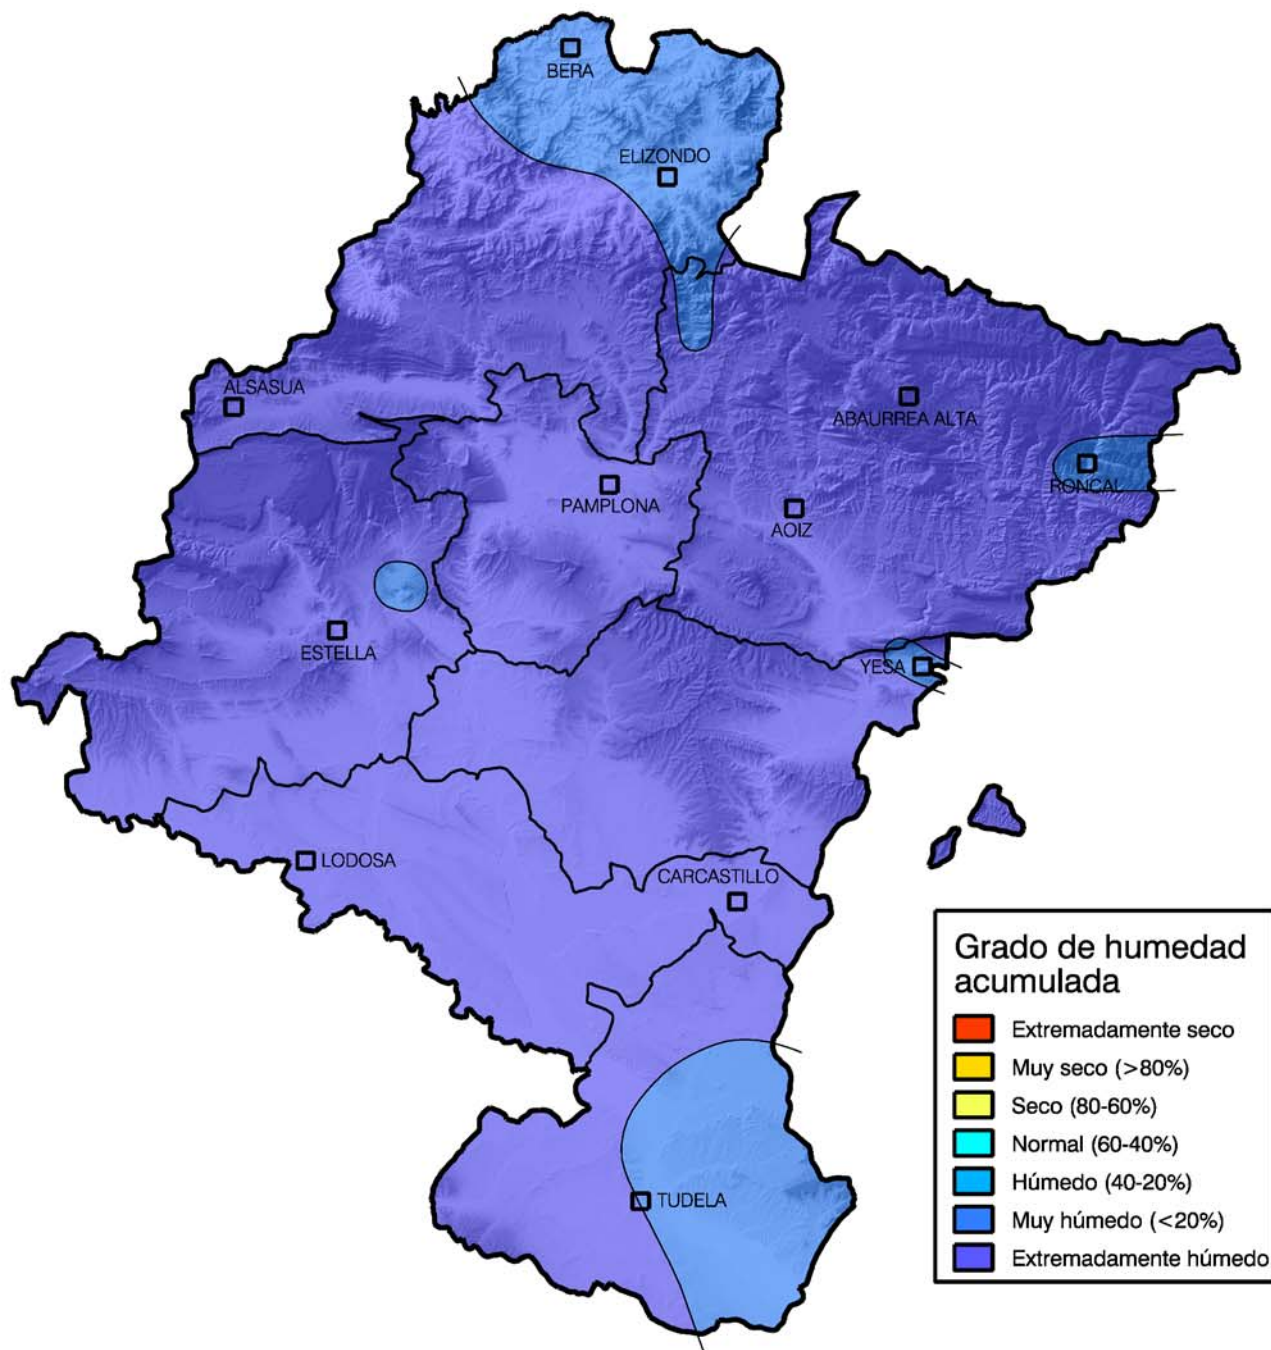 BERA
ELIZONDO
ALSASUA
ABAURREA ALTA
RONCAL
PAMPLONA
AOIZ
ESTELLA
YESA
LODOSA
CARCASTILLO
TUDELA
Grado de humedad
acumulada
Extremadamente seco
Muy seco (>80%)
Seco (80-60%)
Normal (60-40%)
Húmedo (40-20%)
Muy húmedo (<20%)
Extremadamente húmedo